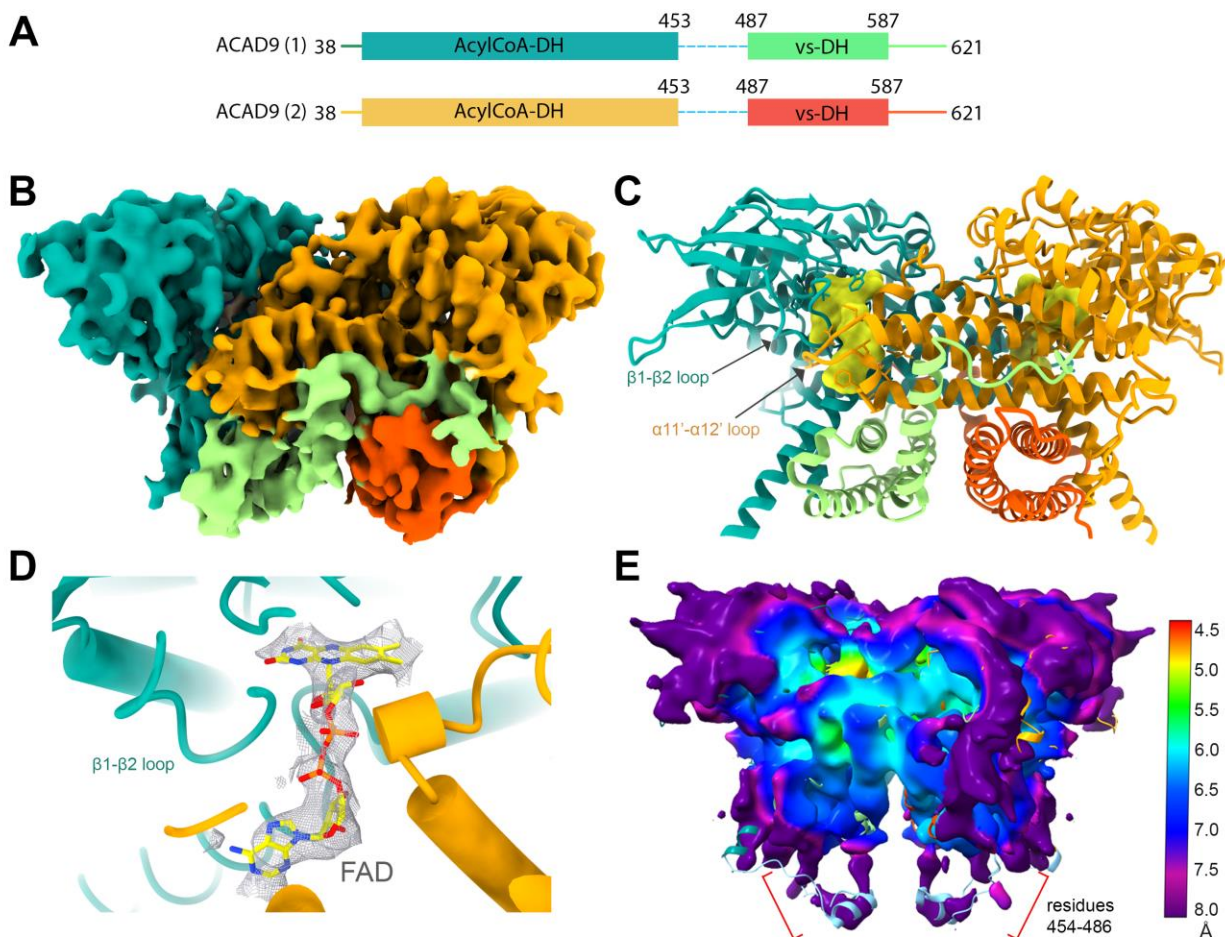 A
453 487 587
ACAD9 (1) 38 AcylCoA-DH vs-DH 621
453 487 587
ACAD9 (2) 38 AcylCoA-DH vs-DH 621
B
C
β1-β2 loop
α11'-α12' loop
D
β1-β2 loop
FAD
E
4.5
5.0
5.5
6.0
6.5
7.0
7.5
8.0
Å
residues
454-486